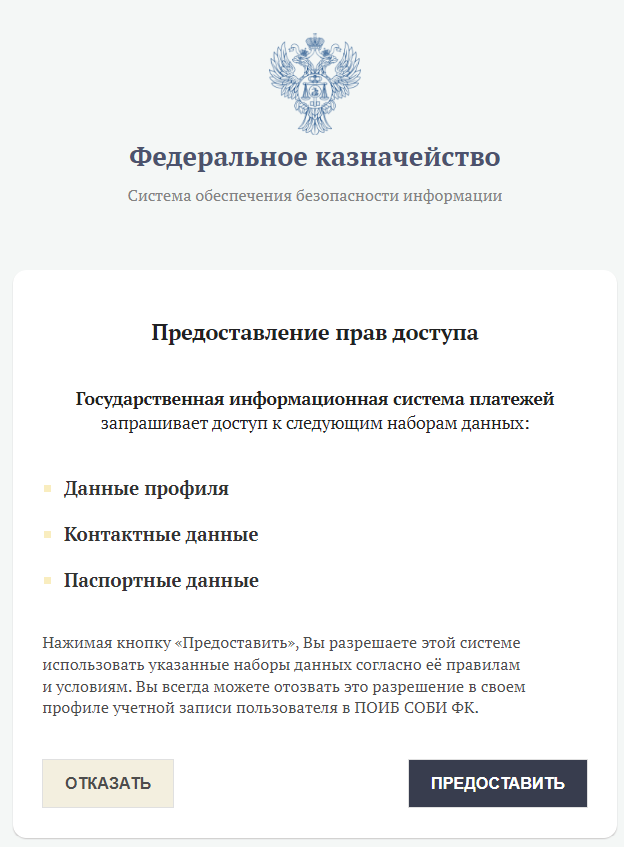 Федеральное казначейство
Система обеспечения безопасности информации
Предоставление прав доступа
Государственная информационная система платежей
запрашивает доступ к следующим наборам данных:
Данные профиля
Контактные данные
Паспортные данные
Нажимая кнопку «Предоставить», Вы разрешаете этой системе
использовать указанные наборы данных согласно её правилам
и условиям. Вы всегда можете отозвать это разрешение в своем
профиле учетной записи пользователя в ПОИБ СОБИ ФК.
ОТКАЗАТЬ
ПРЕДОСТАВИТЬ